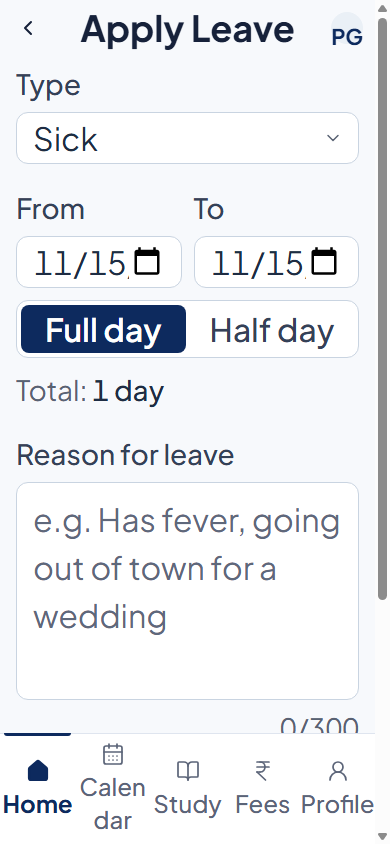 Apply Leave
PG
Type
Sick
From
To
11/15
11/15
Full day
Half day
Total: 1 day
Reason for leave
e.g. Has fever, going
out of town for a
wedding
0/300
Home
Calen
dar
Study
Fees
Profile